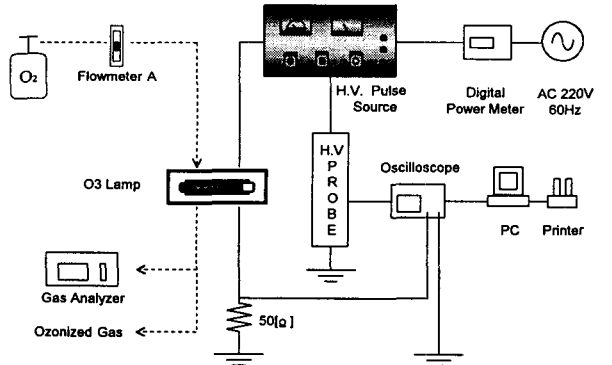 O₂
Flowmeter A
H.V. Pulse
Source
Digital
Power Meter
AC 220V
60Hz
O3 Lamp
H.V
P
R
O
B
E
Oscilloscope
PC
Printer
Gas Analyzer
Ozonized Gas
50[Ω]